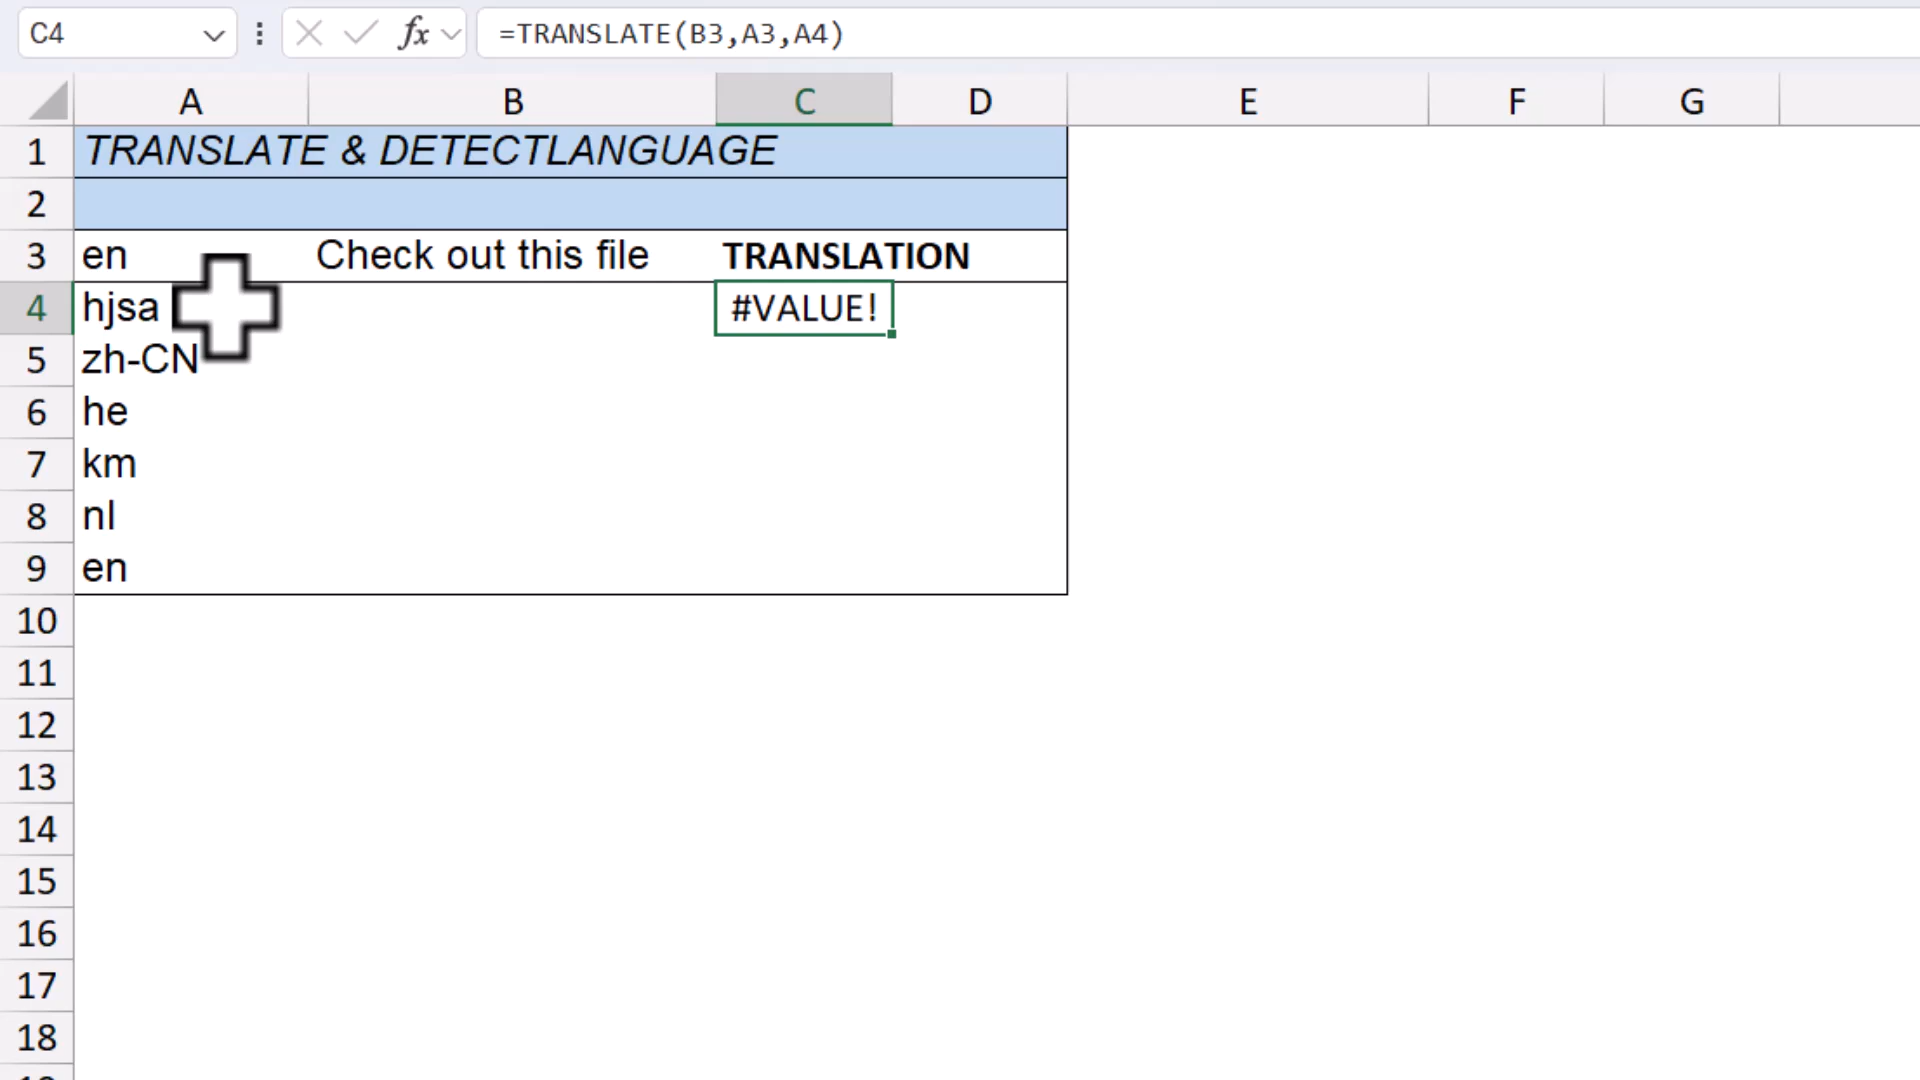 C4 fx =TRANSLATE(B3,A3,A4)
A B C D E F G
1 TRANSLATE & DETECTLANGUAGE
2
3 en Check out this file TRANSLATION
4 hjsa #VALUE!
5 zh-CN
6 he
7 km
8 nl
9 en
10
11
12
13
14
15
16
17
18